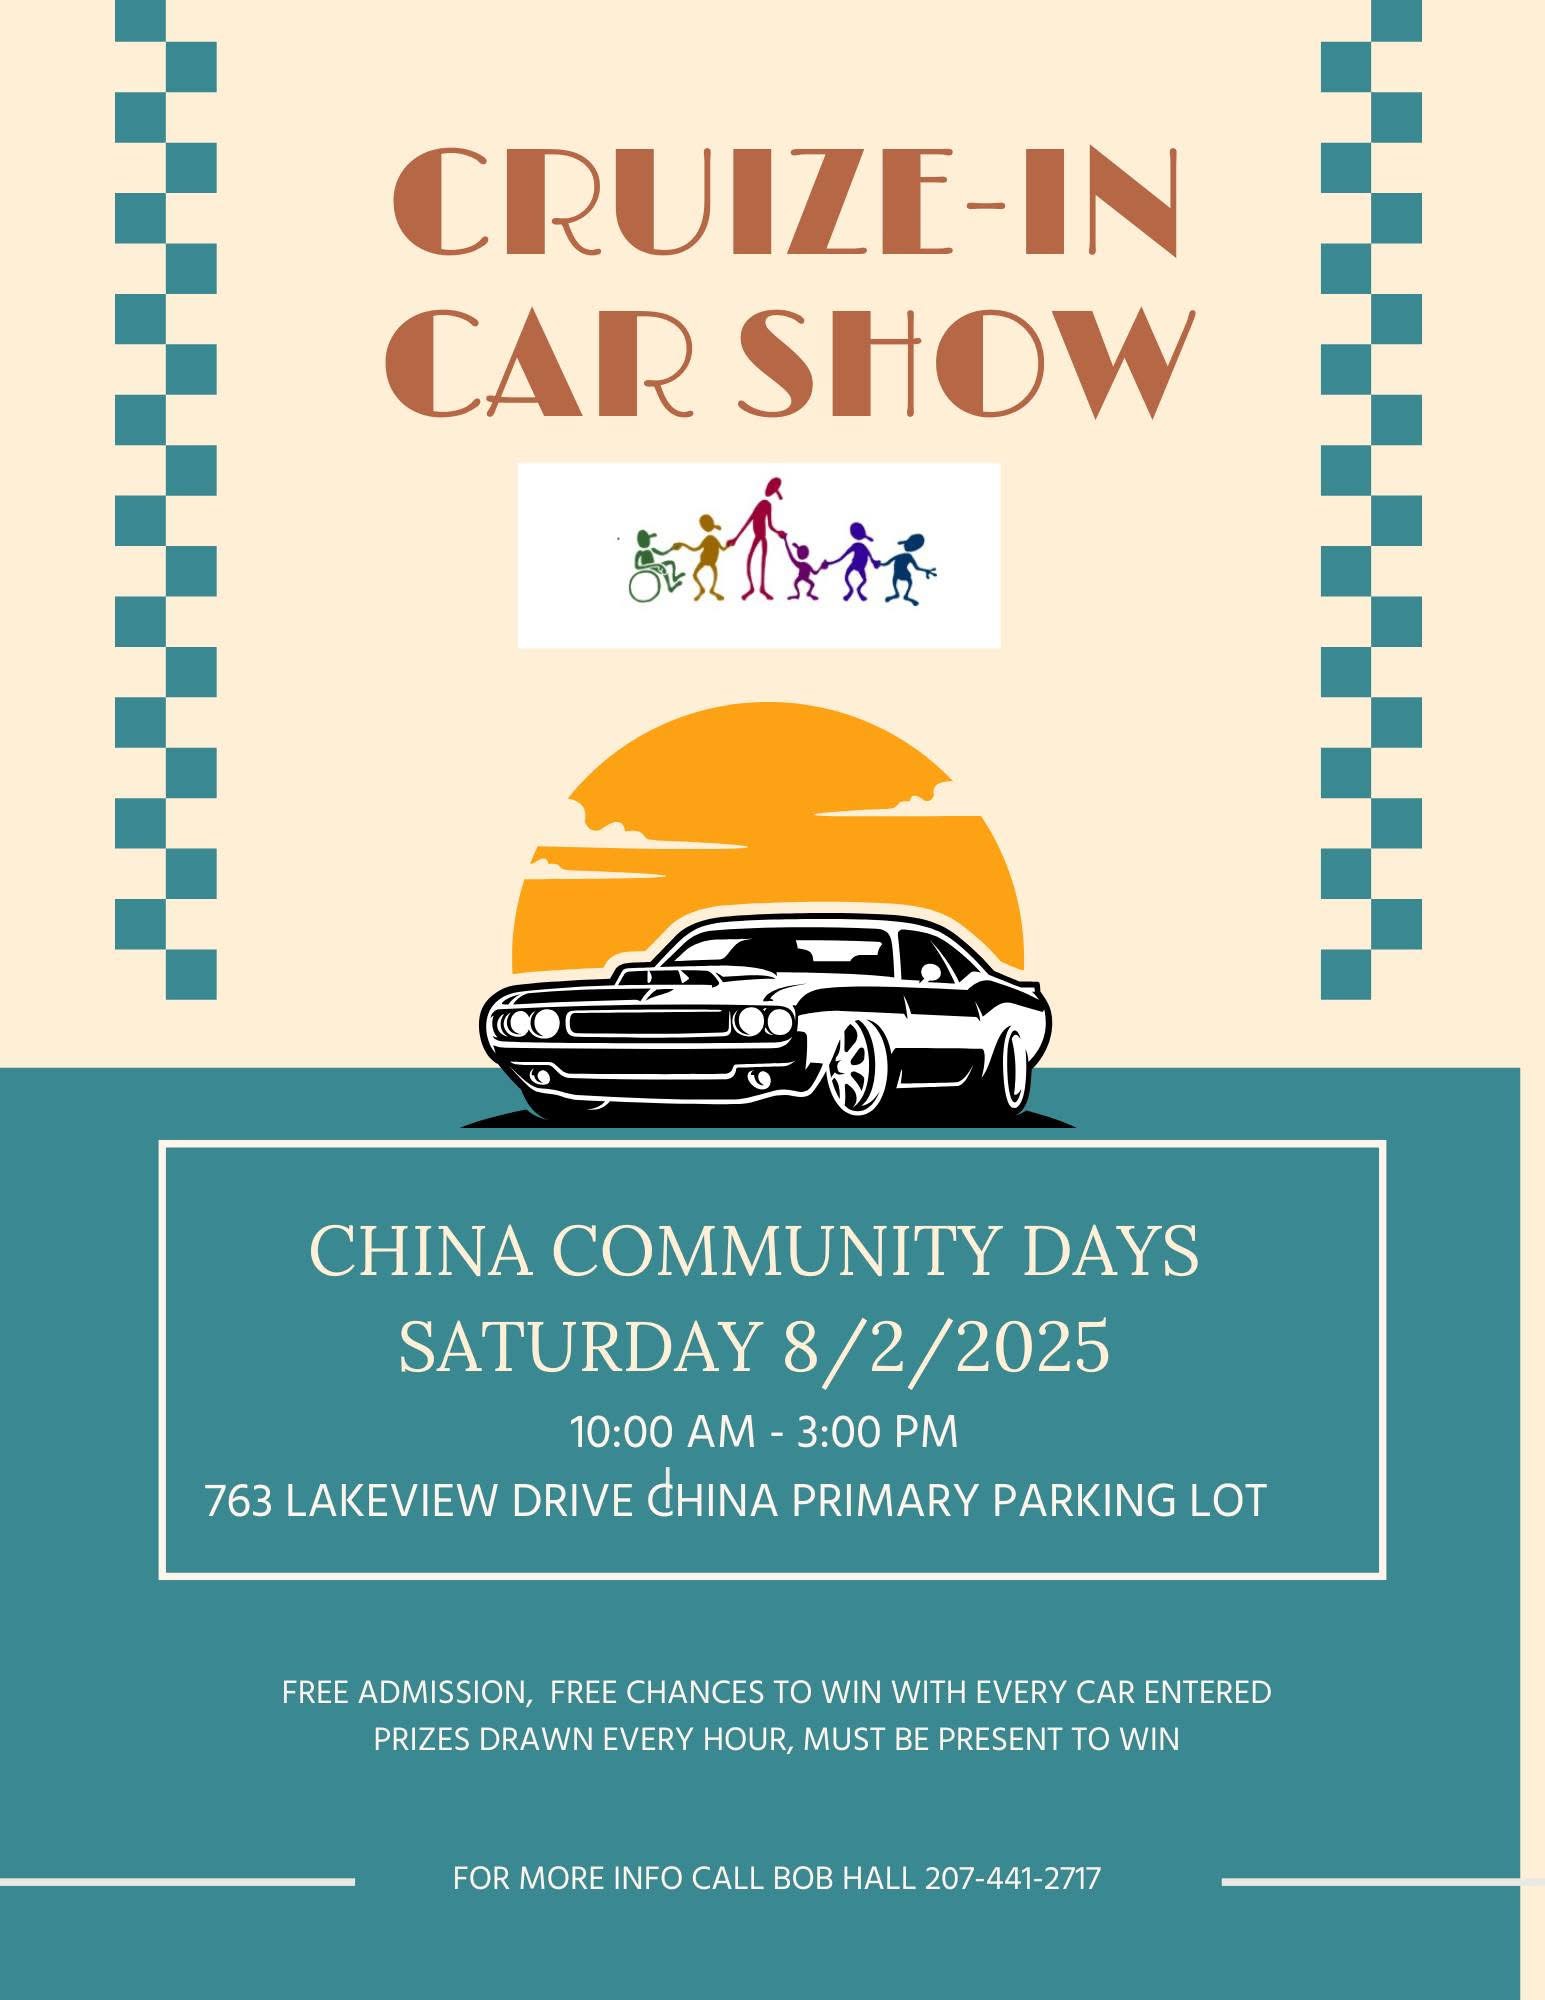 CRUIZE-IN
CAR SHOW
CHINA COMMUNITY DAYS
SATURDAY 8/2/2025
10:00 AM - 3:00 PM
763 LAKEVIEW DRIVE CHINA PRIMARY PARKING LOT
FREE ADMISSION, FREE CHANCES TO WIN WITH EVERY CAR ENTERED
PRIZES DRAWN EVERY HOUR, MUST BE PRESENT TO WIN
FOR MORE INFO CALL BOB HALL 207-441-2717